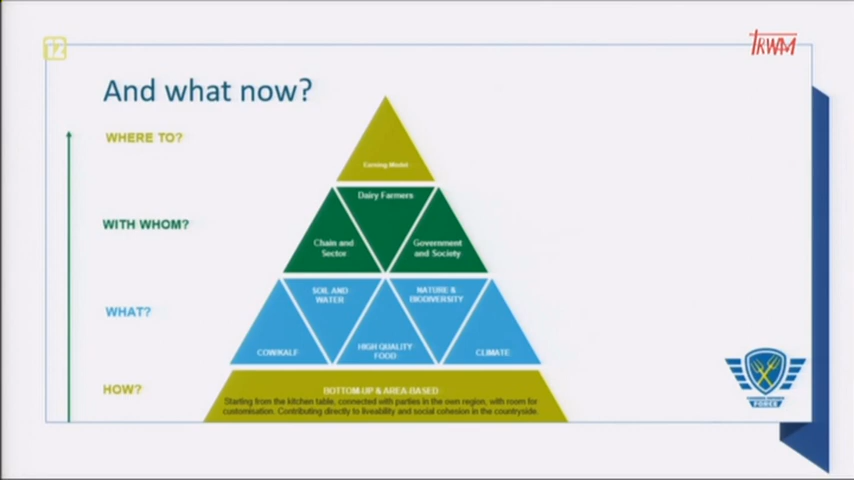 12
TRWAM
And what now?
WHERE TO?
Earning Model
WITH WHOM?
Dairy Farmers
Chain and
Sector
Government
and Society
WHAT?
SOIL AND
WATER
NATURE &
BIODIVERSITY
COW/KALF
HIGH QUALITY
FOOD
CLIMATE
HOW?
BOTTOM-UP & AREA-BASED
Starting from the kitchen table, connected with parties in the own region, with room for
customisation. Contributing directly to liveability and social cohesion in the countryside.
FORCE